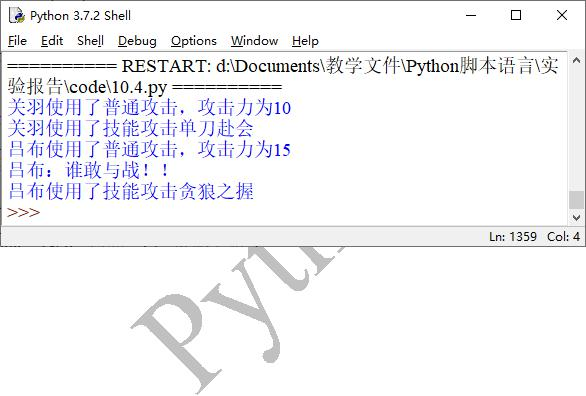 Python 3.7.2 Shell
File Edit Shell Debug Options Window Help
========== RESTART: d:\Documents\教学文件\Python脚本语言\实
验报告\code\10.4.py ==========
关羽使用了普通攻击，攻击力为10
关羽使用了技能攻击单刀赴会
吕布使用了普通攻击，攻击力为15
吕布：谁敢与战！！
吕布使用了技能攻击贪狼之握
>>>
Ln: 1359 Col: 4
Pyth